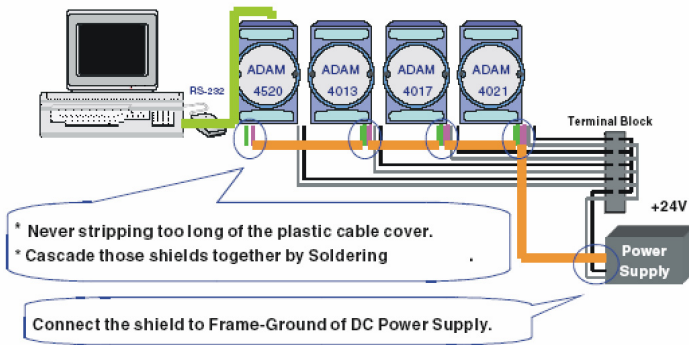 ADAM
4520
ADAM
4013
ADAM
4017
ADAM
4021
RS-232
Terminal Block
+24V
Power
Supply
* Never stripping too long of the plastic cable cover.
* Cascade those shields together by Soldering .
Connect the shield to Frame-Ground of DC Power Supply.